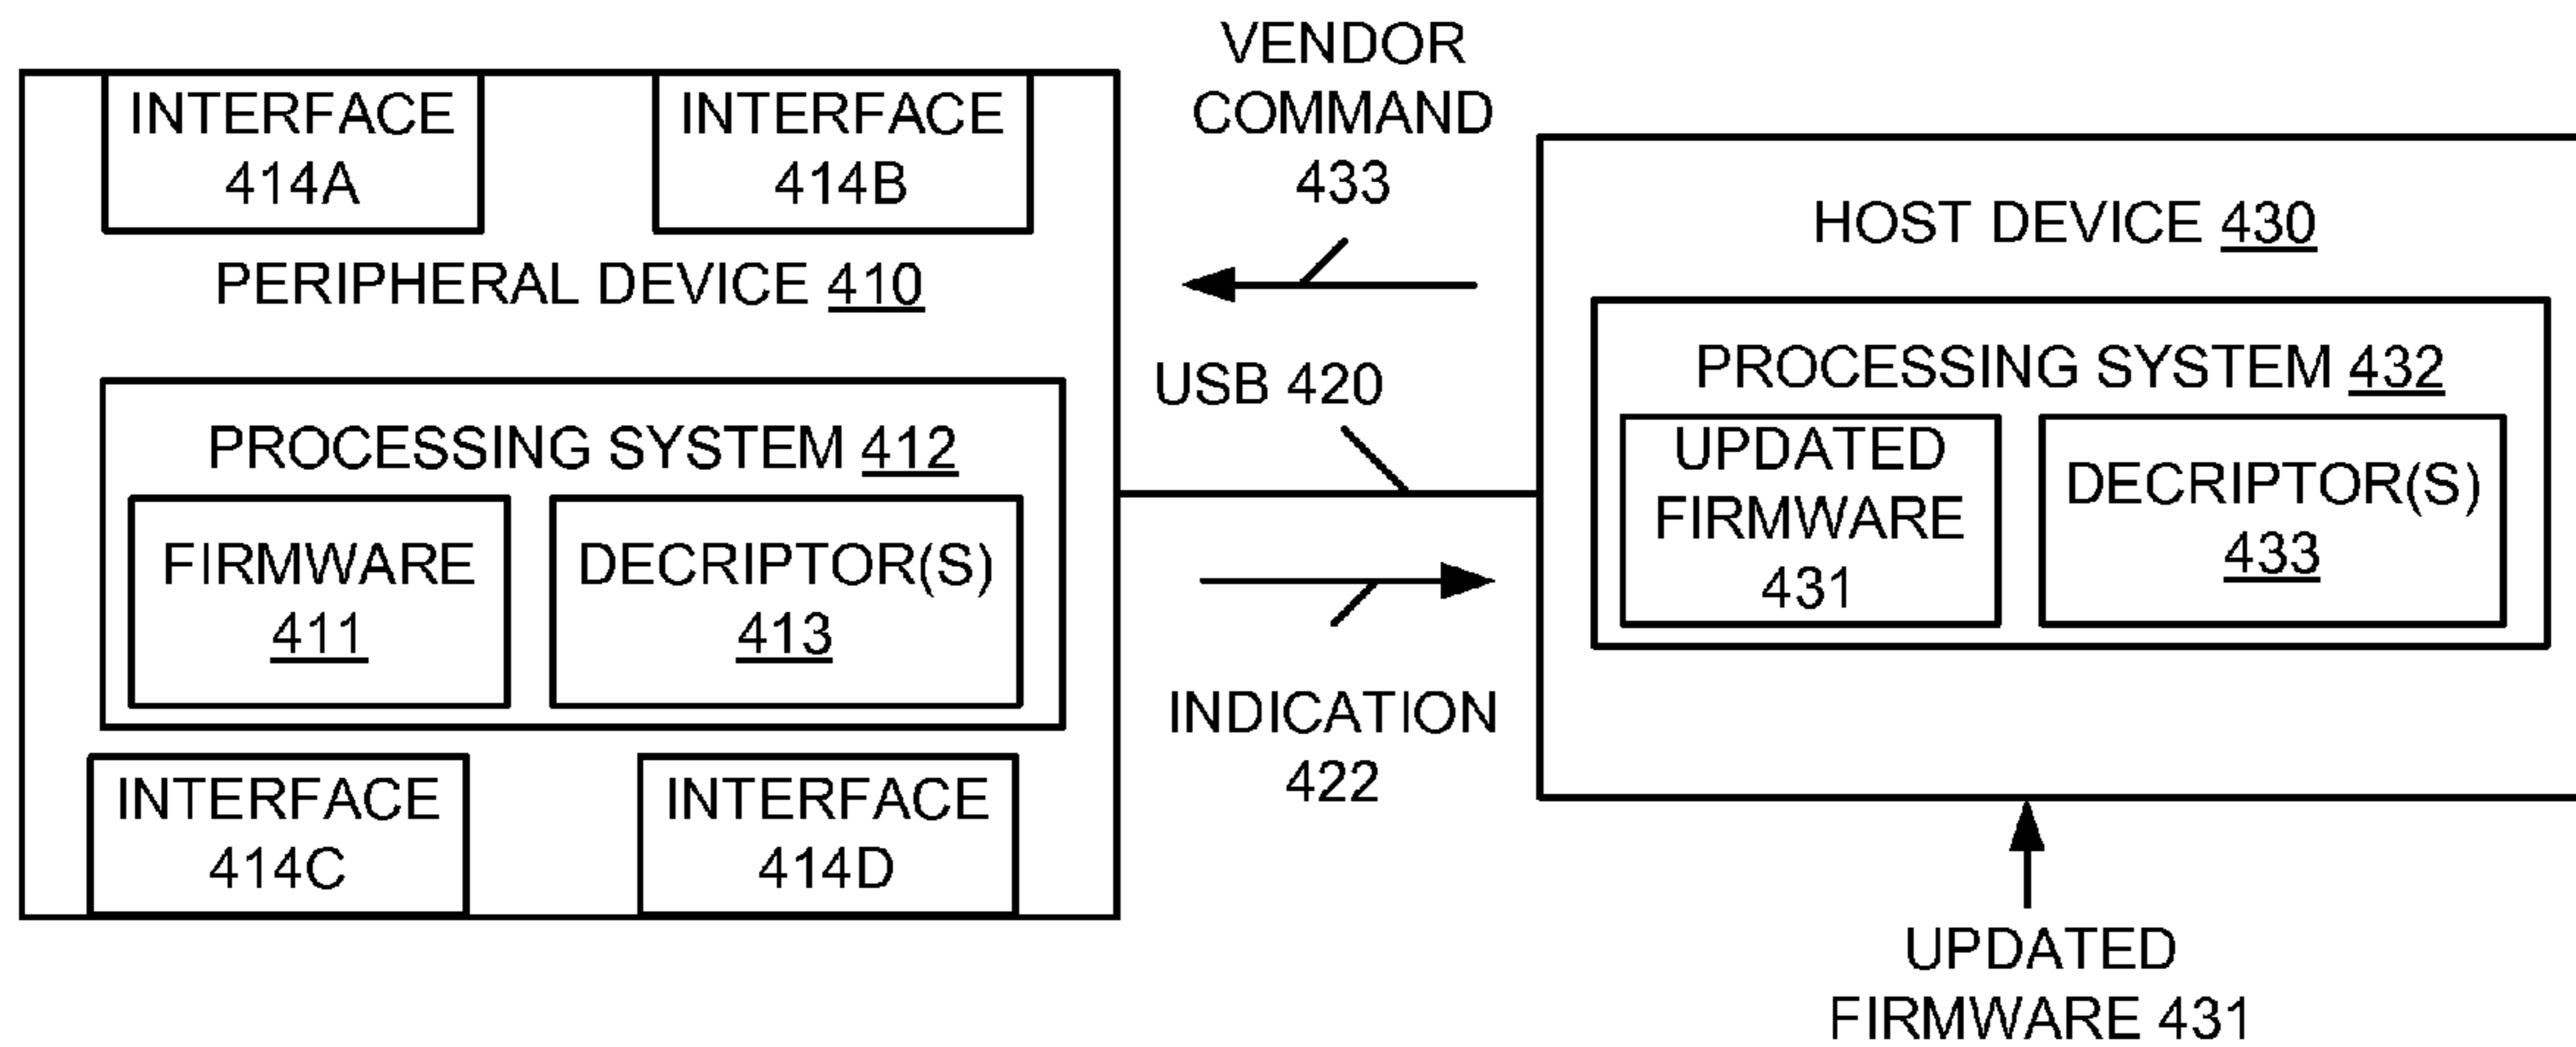 INTERFACE
414A
INTERFACE
414B
PERIPHERAL DEVICE 410
PROCESSING SYSTEM 412
FIRMWARE
411
DECRIPTOR(S)
413
INTERFACE
414C
INTERFACE
414D
VENDOR
COMMAND
433
USB 420
INDICATION
422
HOST DEVICE 430
PROCESSING SYSTEM 432
UPDATED
FIRMWARE
431
DECRIPTOR(S)
433
UPDATED
FIRMWARE 431